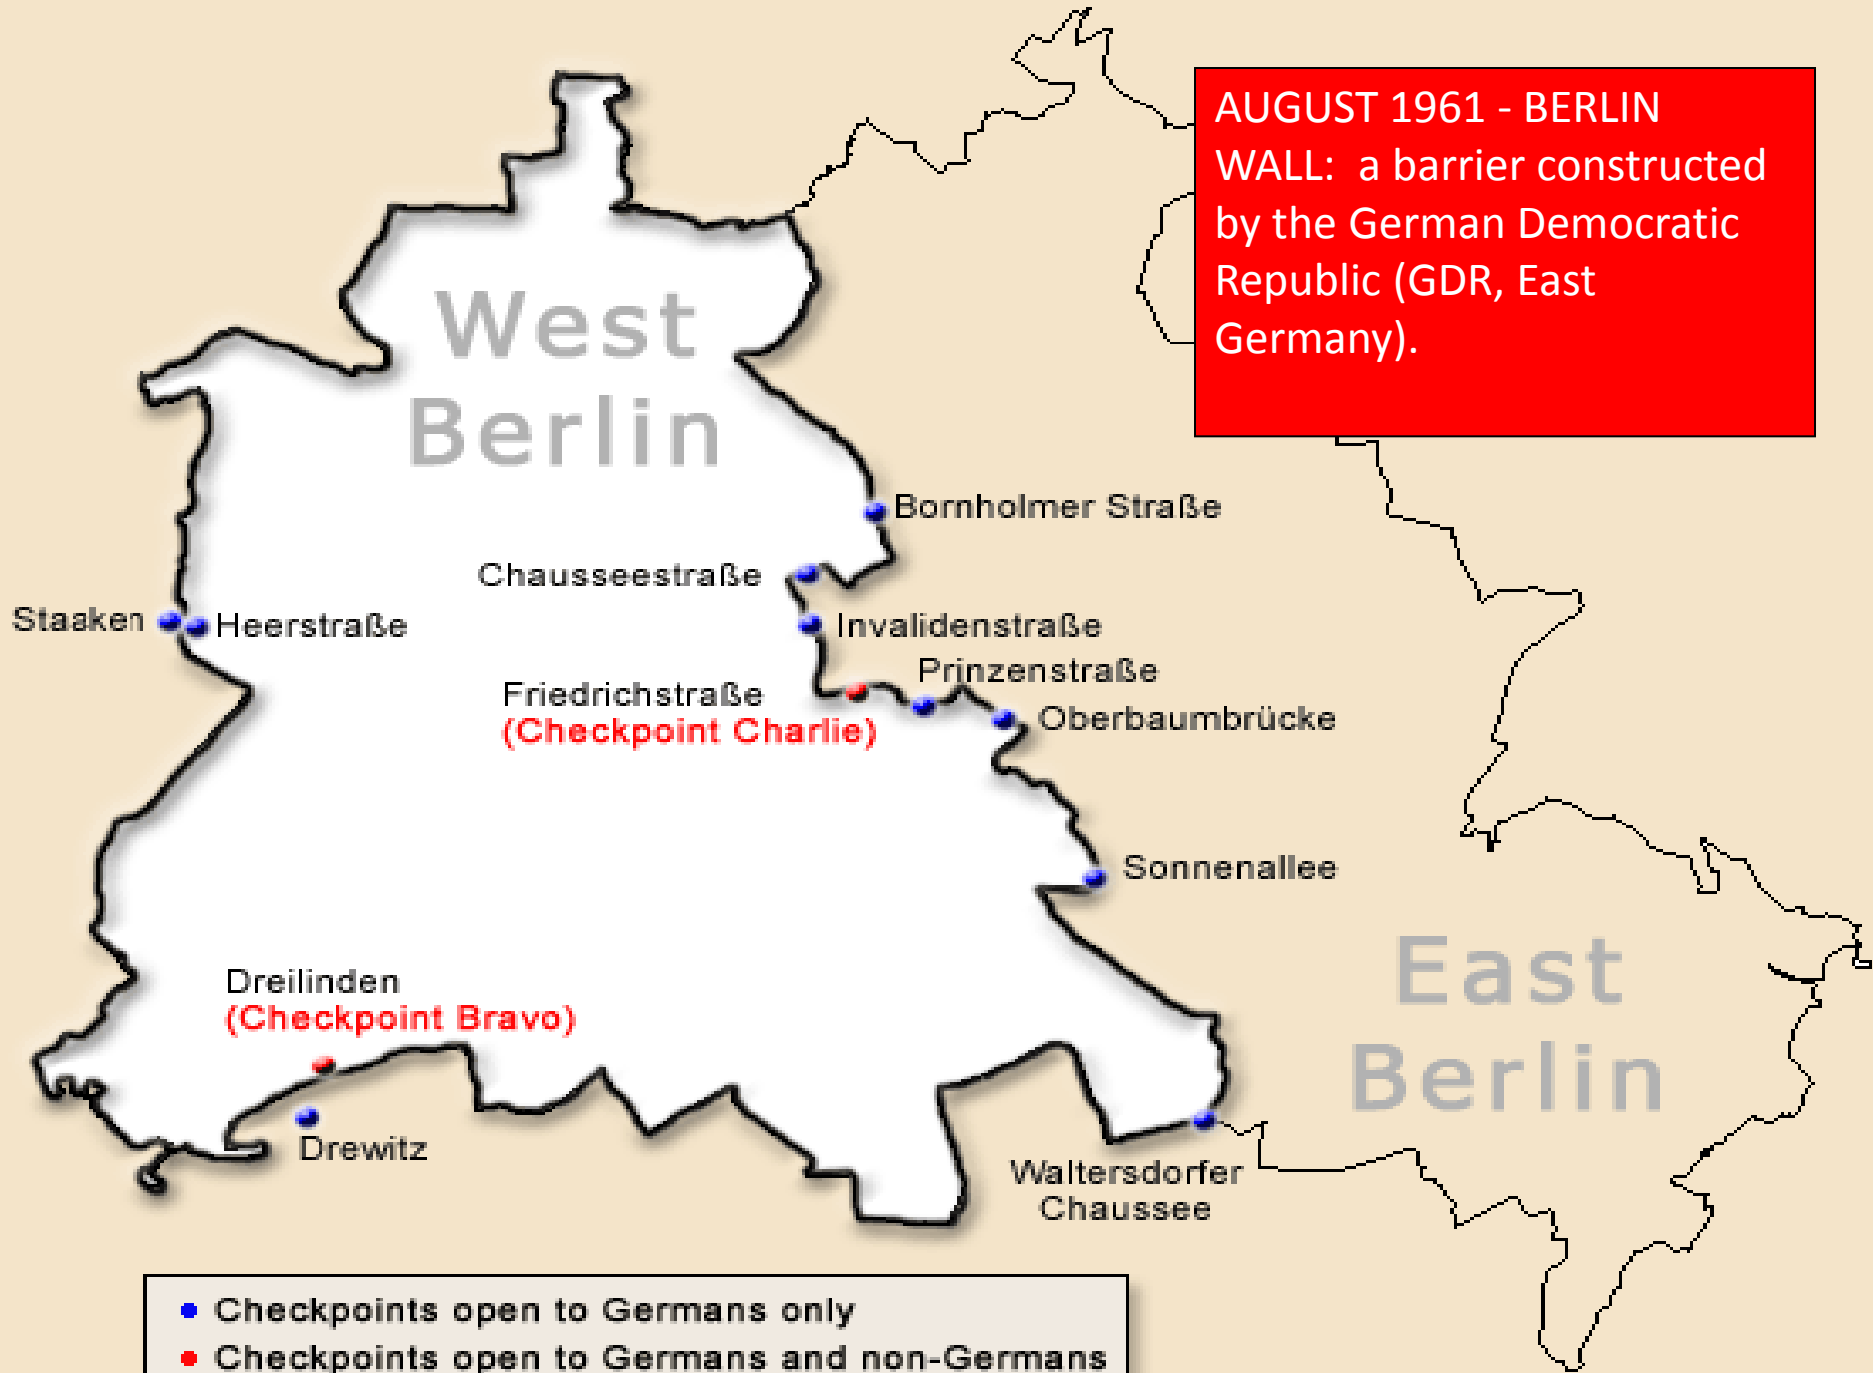 AUGUST 1961 - BERLIN
WALL:  a barrier constructed
by the German Democratic
Republic (GDR, East
Germany).
West
Berlin
Bornholmer Straße
Chausseestraße
Staaken
Heerstraße
Invalidenstraße
Prinzenstraße
Friedrichstraße
(Checkpoint Charlie)
Oberbaumbrücke
Sonnenallee
East
Berlin
Dreilinden
(Checkpoint Bravo)
Drewitz
Waltersdorfer
Chaussee
Checkpoints open to Germans only
Checkpoints open to Germans and non-Germans